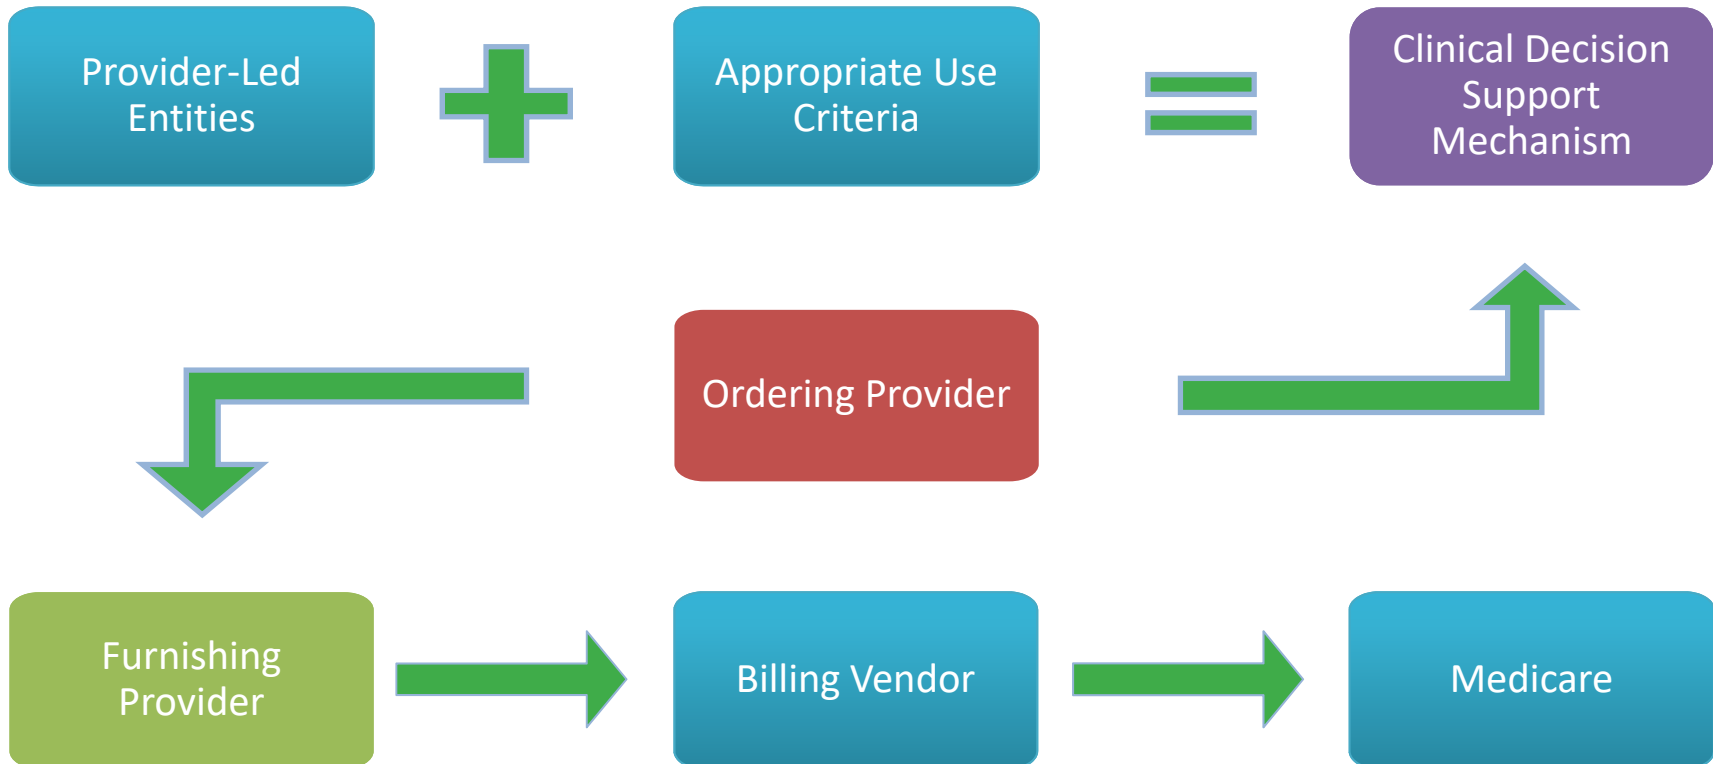 Provider-Led
Entities
Appropriate Use
Criteria
Clinical Decision
Support
Mechanism
Ordering Provider
Furnishing
Provider
Billing Vendor
Medicare